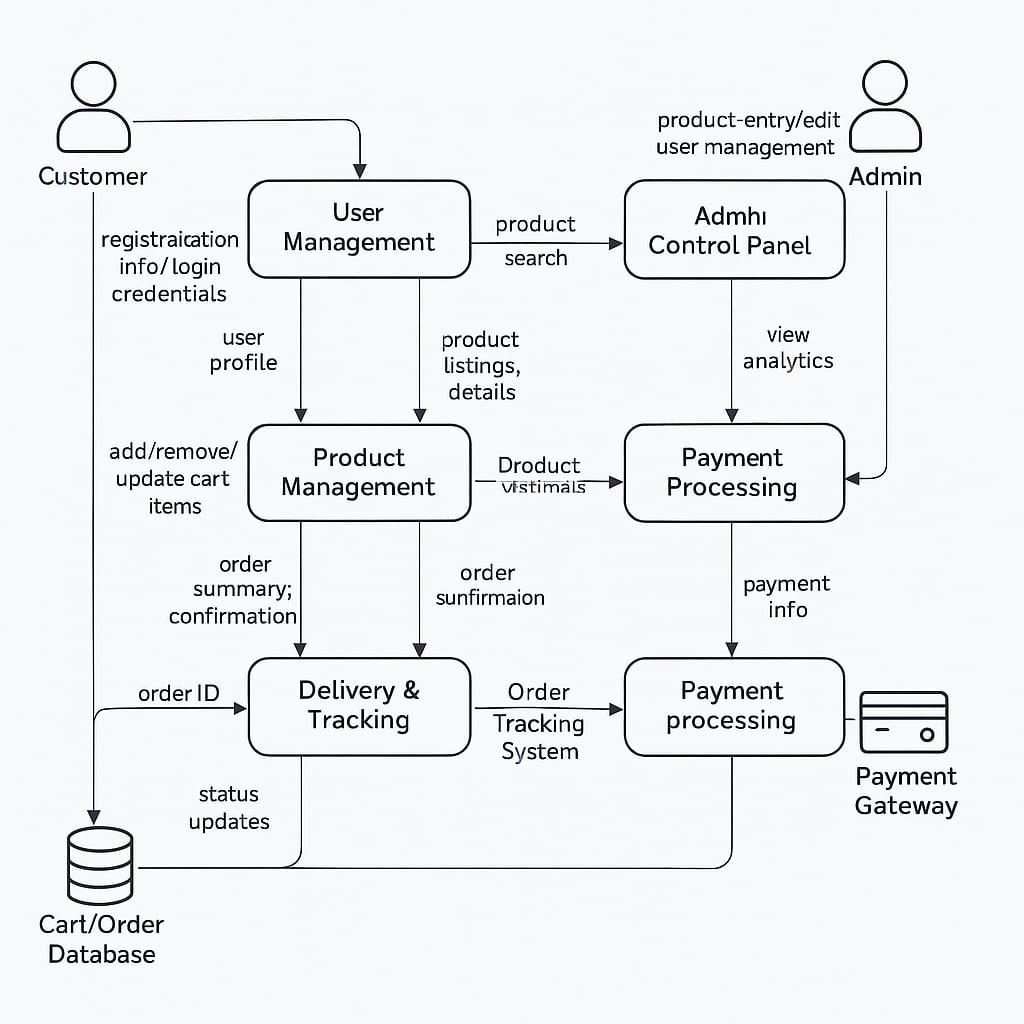 Customer
product-entry/edit
user management
Admin
User
Management
registraication
info/login
credentials
product
search
Admhı
Control Panel
user
profile
product
listings,
details
view
analytics
add/remove/
update cart
items
Product
Management
Droduct
vıstimals
Payment
Processing
order
summary;
confirmation
order
sunfirmaion
payment
info
order ID
Delivery &
Tracking
Order
Tracking
System
Payment
processing
Payment
Gateway
status
updates
Cart/Order
Database